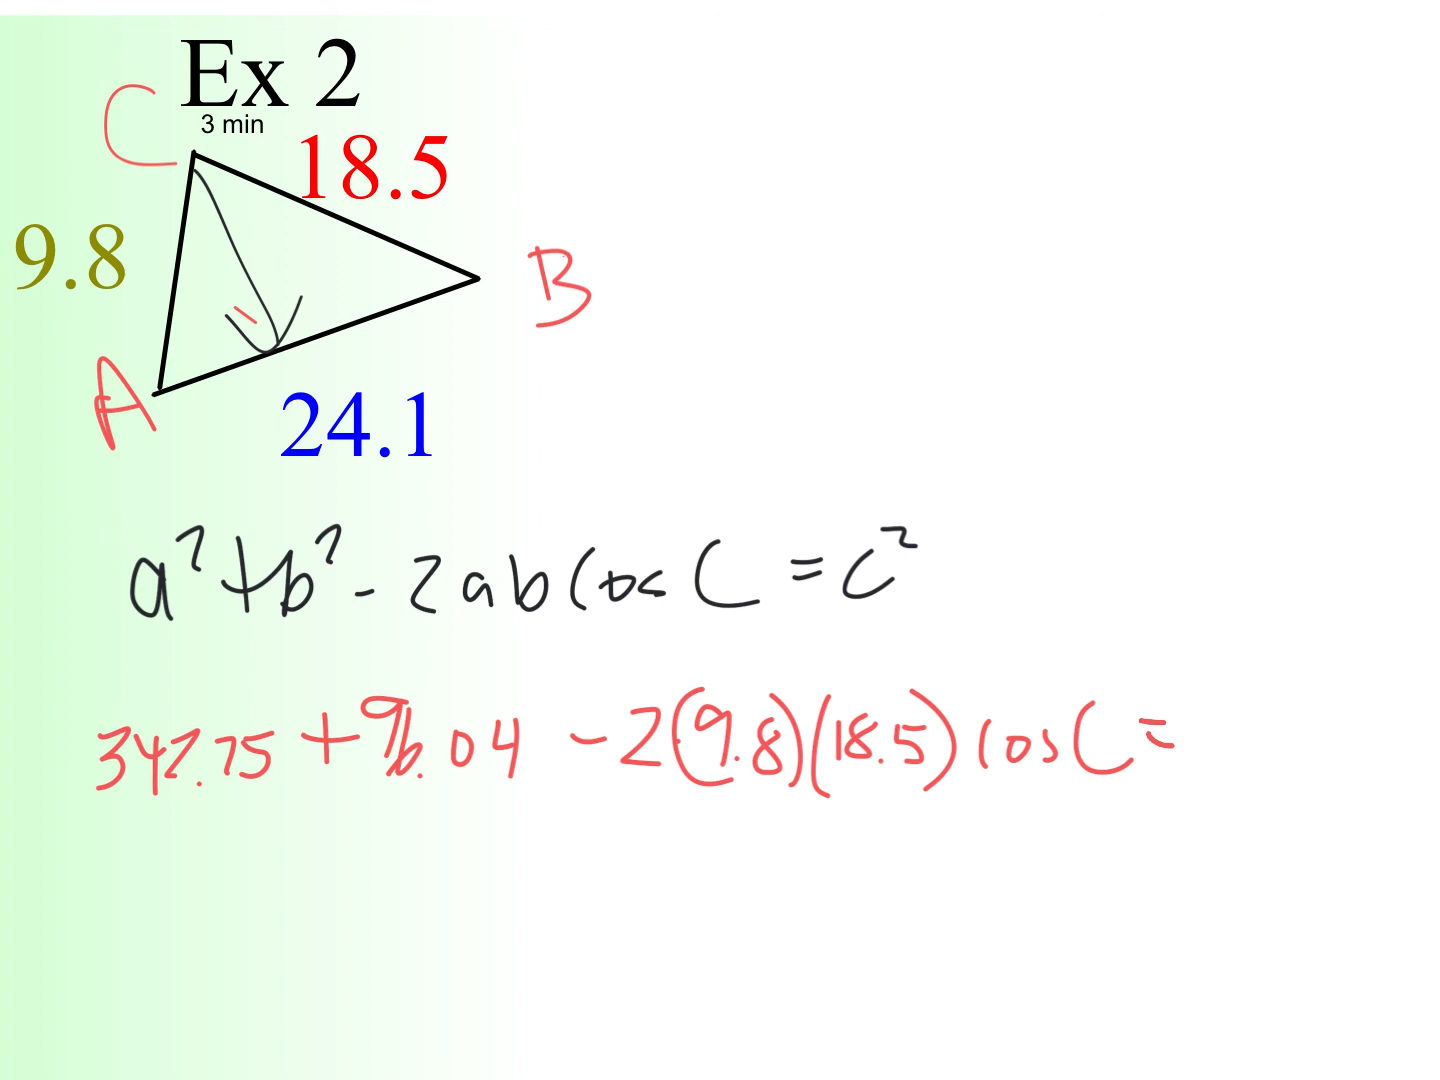 Ex 2
3 min
C
18.5
9.8
B
A
24.1
a² + b² - 2ab cos C = c²
342.75 + 96.04 - 2(9.8)(18.5) cos C =